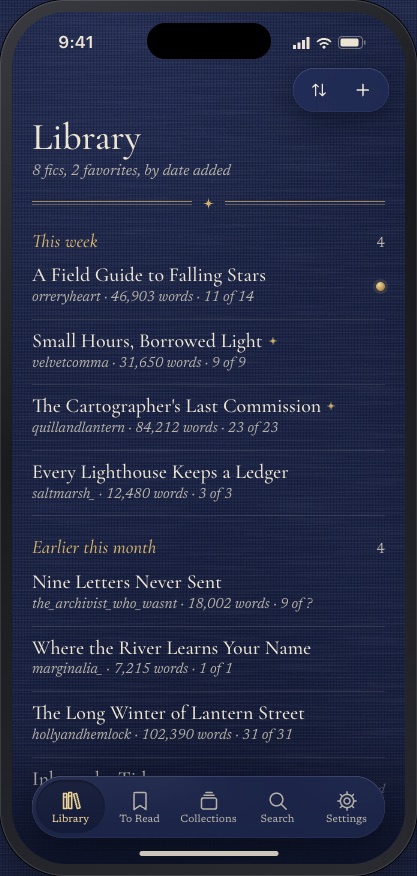 9:41
Library
8 fics, 2 favorites, by date added
This week 4
A Field Guide to Falling Stars
orreryheart · 46,903 words · 11 of 14
Small Hours, Borrowed Light
velvetcomma · 31,650 words · 9 of 9
The Cartographer's Last Commission
quillandlantern · 84,212 words · 23 of 23
Every Lighthouse Keeps a Ledger
saltmarsh_ · 12,480 words · 3 of 3
Earlier this month 4
Nine Letters Never Sent
the_archivist_who_wasnt · 18,002 words · 9 of ?
Where the River Learns Your Name
marginalia_ · 7,215 words · 1 of 1
The Long Winter of Lantern Street
hollyandhemlock · 102,390 words · 31 of 31
Library To Read Collections Search Settings